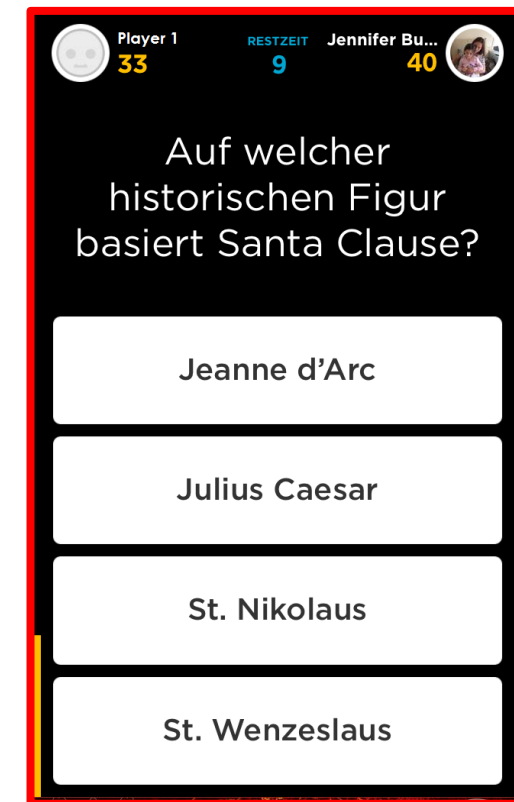 Player 1
33
RESTZEIT
9
Jennifer Bu...
40
Auf welcher
historischen Figur
basiert Santa Clause?
Jeanne d’Arc
Julius Caesar
St. Nikolaus
St. Wenzeslaus